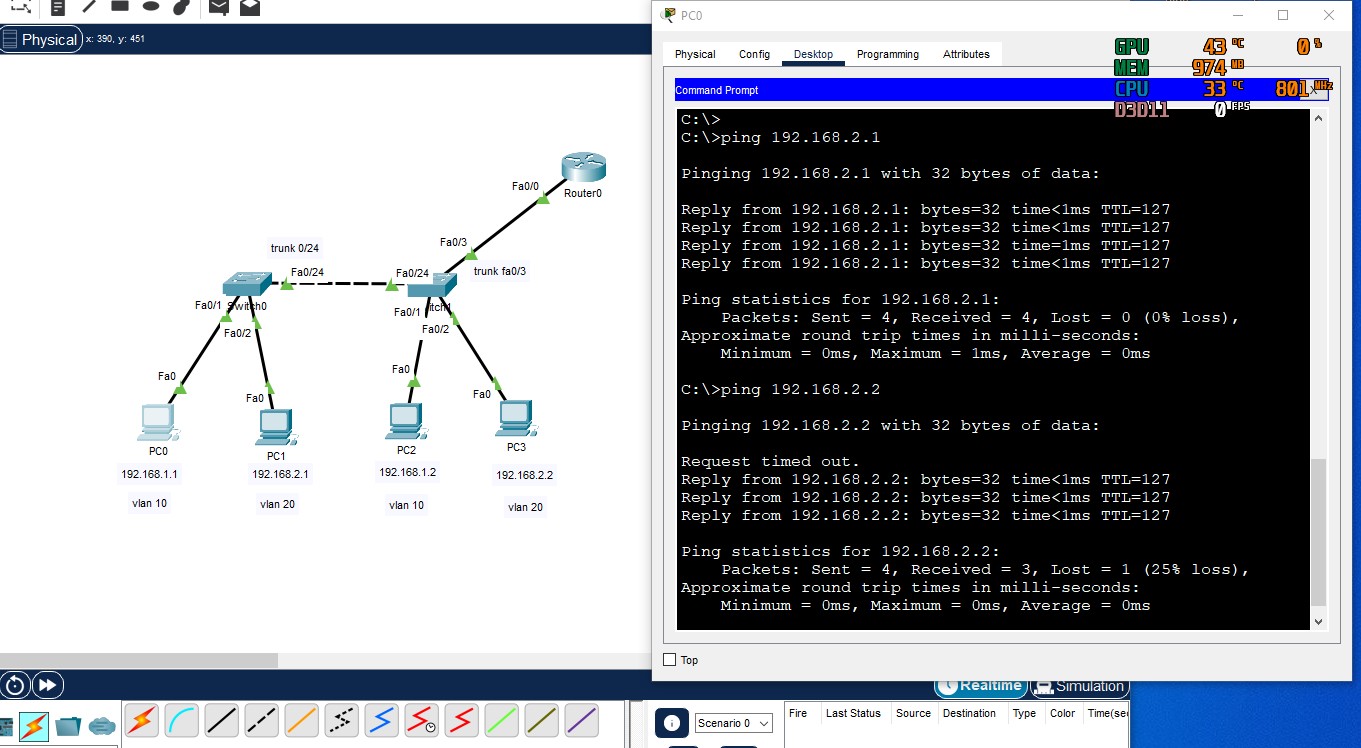 Physical x: 390, y: 451
Router0
Fa0/0
Fa0/3
trunk 0/24
trunk fa0/3
Fa0/24
Fa0/24
Fa0/1
Switch0
Fa0/2
Fa0/1
itch1
Fa0/2
Fa0
Fa0
Fa0
Fa0
PC0
PC1
PC2
PC3
192.168.1.1
192.168.2.1
192.168.1.2
192.168.2.2
vlan 10
vlan 20
vlan 10
vlan 20
PC0
Physical Config Desktop Programming Attributes
GPU 43 °C 0 %
MEM 974 MB
CPU 33 °C 801 MHz
D3D11 0 FPS
Command Prompt X
C:\>
C:\>ping 192.168.2.1
Pinging 192.168.2.1 with 32 bytes of data:
Reply from 192.168.2.1: bytes=32 time<1ms TTL=127
Reply from 192.168.2.1: bytes=32 time<1ms TTL=127
Reply from 192.168.2.1: bytes=32 time=1ms TTL=127
Reply from 192.168.2.1: bytes=32 time<1ms TTL=127
Ping statistics for 192.168.2.1:
Packets: Sent = 4, Received = 4, Lost = 0 (0% loss),
Approximate round trip times in milli-seconds:
Minimum = 0ms, Maximum = 1ms, Average = 0ms
C:\>ping 192.168.2.2
Pinging 192.168.2.2 with 32 bytes of data:
Request timed out.
Reply from 192.168.2.2: bytes=32 time<1ms TTL=127
Reply from 192.168.2.2: bytes=32 time<1ms TTL=127
Reply from 192.168.2.2: bytes=32 time<1ms TTL=127
Ping statistics for 192.168.2.2:
Packets: Sent = 4, Received = 3, Lost = 1 (25% loss),
Approximate round trip times in milli-seconds:
Minimum = 0ms, Maximum = 0ms, Average = 0ms
Top
Realtime Simulation
Scenario 0
Fire Last Status Source Destination Type Color Time(sec